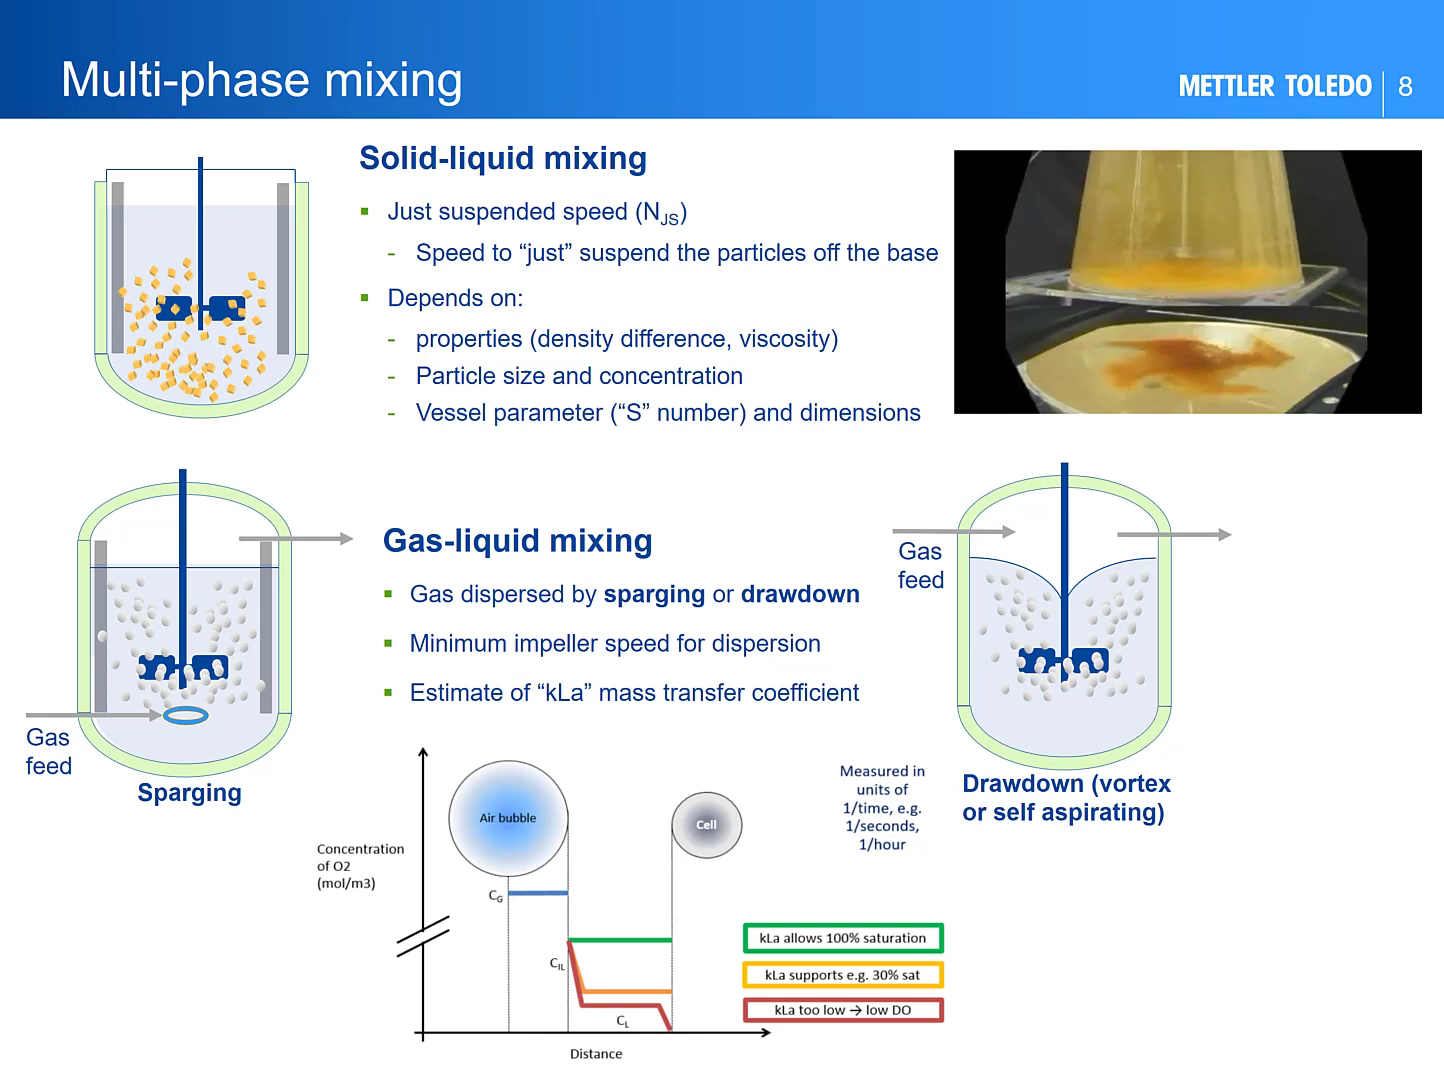 Multi-phase mixing
METTLER TOLEDO 8
Solid-liquid mixing
▪ Just suspended speed (NJS)
- Speed to “just” suspend the particles off the base
▪ Depends on:
- properties (density difference, viscosity)
- Particle size and concentration
- Vessel parameter (“S” number) and dimensions
Gas-liquid mixing
▪ Gas dispersed by sparging or drawdown
▪ Minimum impeller speed for dispersion
▪ Estimate of “kLa” mass transfer coefficient
Gas
feed
Sparging
Gas
feed
Drawdown (vortex
or self aspirating)
Concentration
of O2
(mol/m3)
Air bubble
Cell
CG
CIL
CL
Distance
Measured in
units of
1/time, e.g.
1/seconds,
1/hour
kLa allows 100% saturation
kLa supports e.g. 30% sat
kLa too low → low DO